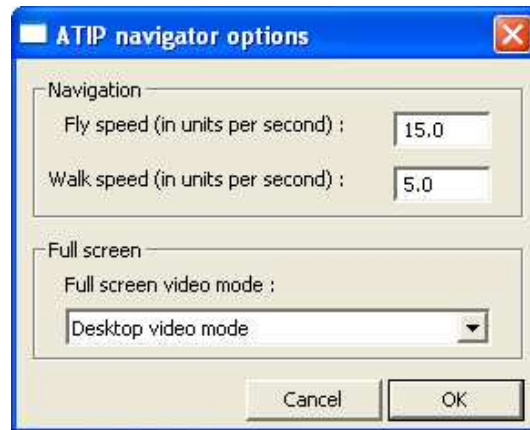 ATIP navigator options
Navigation
Fly speed (in units per second) : 15.0
Walk speed (in units per second) : 5.0
Full screen
Full screen video mode :
Desktop video mode
Cancel OK